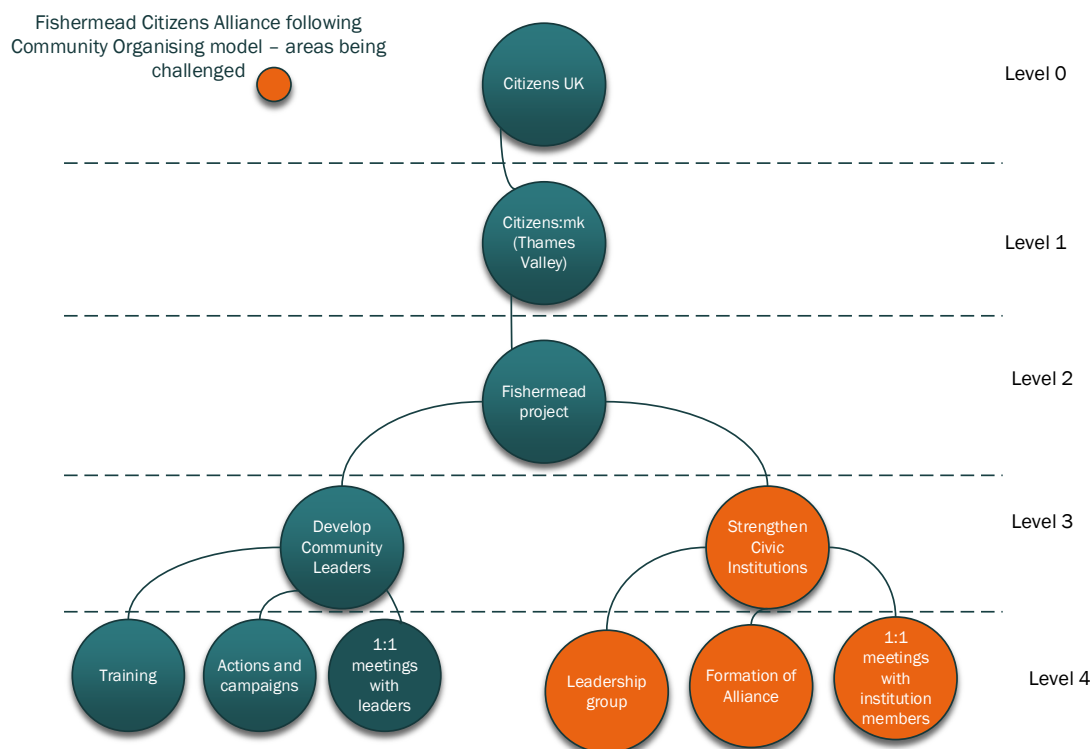 Fishermead Citizens Alliance following
Community Organising model – areas being
challenged
Citizens UK
Level 0
Citizens:mk
(Thames
Valley)
Level 1
Fishermead
project
Level 2
Develop
Community
Leaders
Strengthen
Civic
Institutions
Level 3
Training
Actions and
campaigns
1:1
meetings
with
leaders
Leadership
group
Formation of
Alliance
1:1
meetings
with
institution
members
Level 4